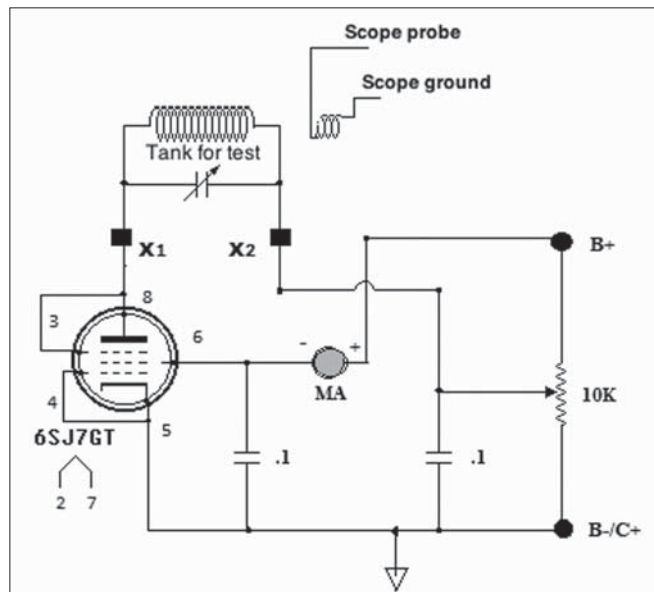 Scope probe
Scope ground
Tank for test
X1
X2
B+
8
3
6
-
+
MA
10K
4
5
6SJ7GT
.1
.1
2 7
B-/C+